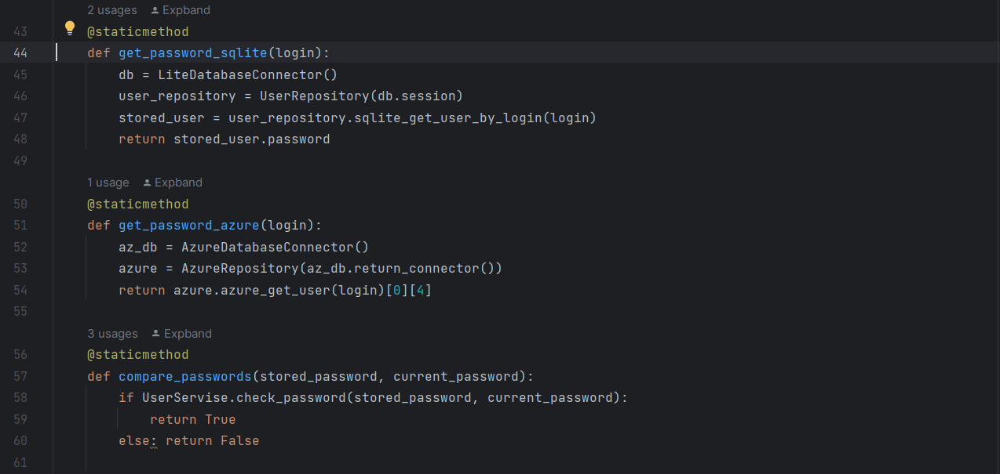 2 usages Expband
43 @staticmethod
44 def get_password_sqlite(login):
45 db = LiteDatabaseConnector()
46 user_repository = UserRepository(db.session)
47 stored_user = user_repository.sqlite_get_user_by_login(login)
48 return stored_user.password
49
1 usage Expband
50 @staticmethod
51 def get_password_azure(login):
52 az_db = AzureDatabaseConnector()
53 azure = AzureRepository(az_db.return_connector())
54 return azure.azure_get_user(login)[0][4]
55
3 usages Expband
56 @staticmethod
57 def compare_passwords(stored_password, current_password):
58 if UserServise.check_password(stored_password, current_password):
59 return True
60 else: return False
61